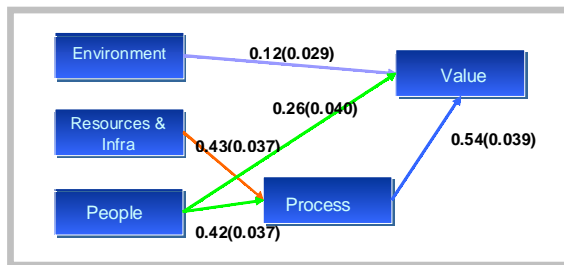 Environment
0.12(0.029)
Value
0.26(0.040)
Resources &
Infra
0.43(0.037)
0.54(0.039)
People
Process
0.42(0.037)